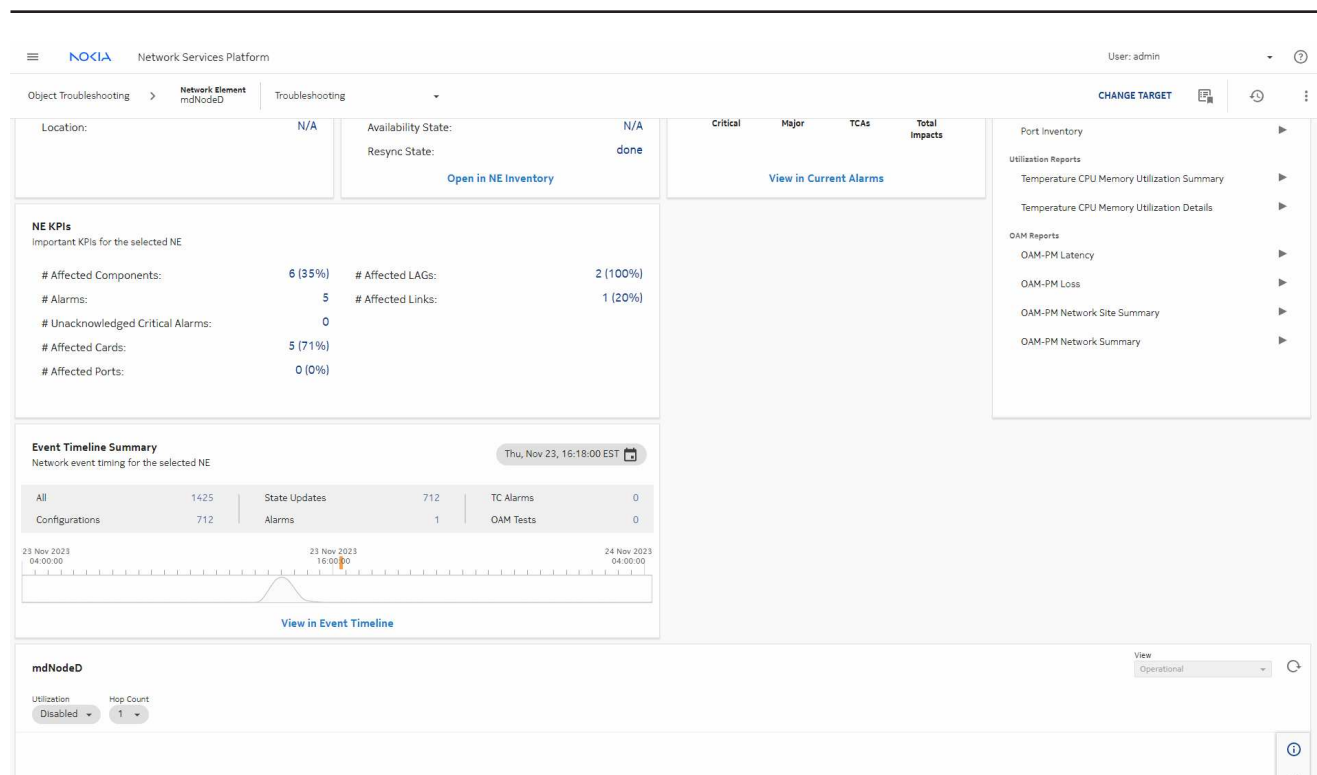 NOKIA Network Services Platform
User: admin
Object Troubleshooting
Network Element
mdNodeD
Troubleshooting
CHANGE TARGET
Location: N/A
Availability State: N/A
Resync State: done
Open in NE Inventory
Critical Major TCAs Total
Impacts
View in Current Alarms
Port Inventory
Utilization Reports
Temperature CPU Memory Utilization Summary
Temperature CPU Memory Utilization Details
OAM Reports
OAM-PM Latency
OAM-PM Loss
OAM-PM Network Site Summary
OAM-PM Network Summary
NE KPIs
Important KPIs for the selected NE
# Affected Components: 6 (35%) # Affected LAGs: 2 (100%)
# Alarms: 5 # Affected Links: 1 (20%)
# Unacknowledged Critical Alarms: 0
# Affected Cards: 5 (71%)
# Affected Ports: 0 (0%)
Event Timeline Summary
Network event timing for the selected NE
Thu, Nov 23, 16:18:00 EST
All 1425 State Updates 712 TC Alarms 0
Configurations 712 Alarms 1 OAM Tests 0
23 Nov 2023 23 Nov 2023 24 Nov 2023
04:00:00 16:00:00 04:00:00
View in Event Timeline
mdNodeD
View
Operational
Utilization Hop Count
Disabled 1